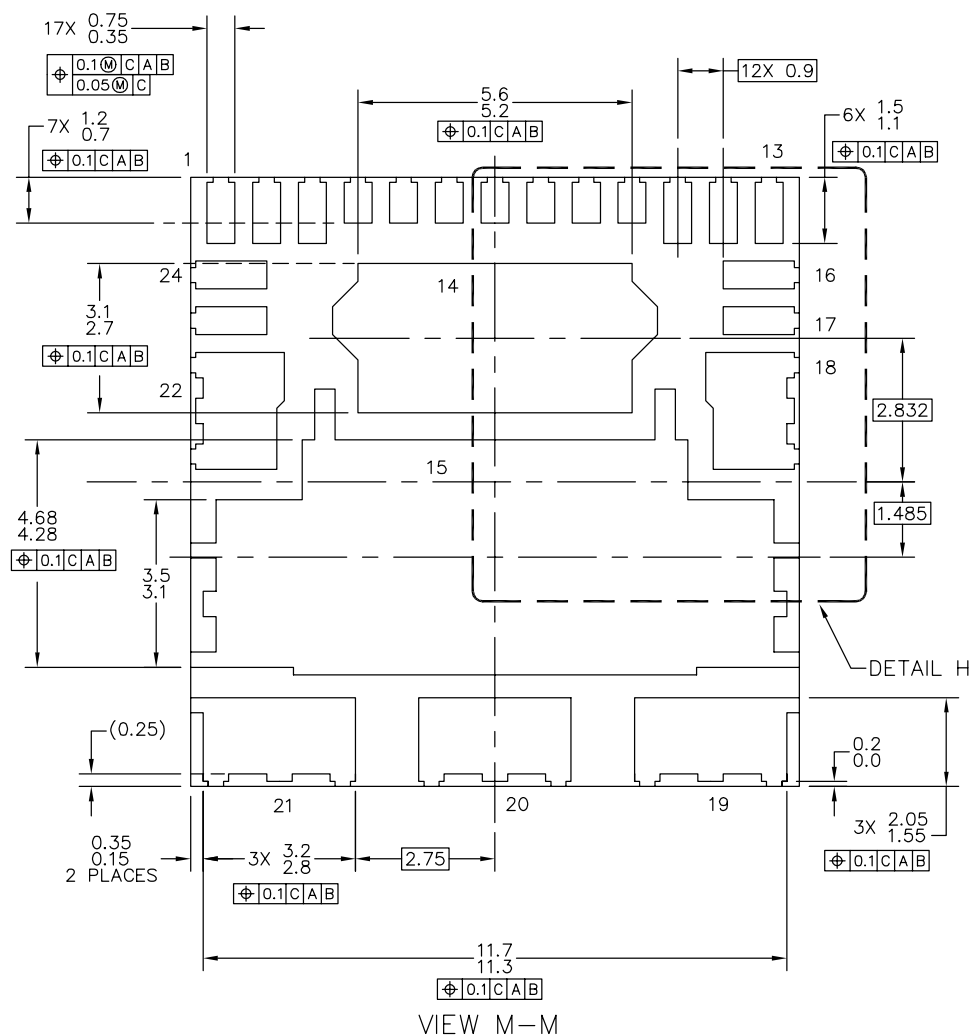 17X 0.75
0.35
⌖ 0.1Ⓜ C A B
0.05Ⓜ C
7X 1.2
0.7
⌖ 0.1 C A B
5.6
5.2
⌖ 0.1 C A B
12X 0.9
6X 1.5
1.1
⌖ 0.1 C A B
1
13
24
14
16
3.1
2.7
⌖ 0.1 C A B
17
22
18
2.832
15
4.68
4.28
⌖ 0.1 C A B
1.485
3.5
3.1
DETAIL H
(0.25)
0.2
0.0
21
20
19
3X 2.05
1.55
⌖ 0.1 C A B
0.35
0.15
2 PLACES
3X 3.2
2.8
⌖ 0.1 C A B
2.75
11.7
11.3
⌖ 0.1 C A B
VIEW M-M